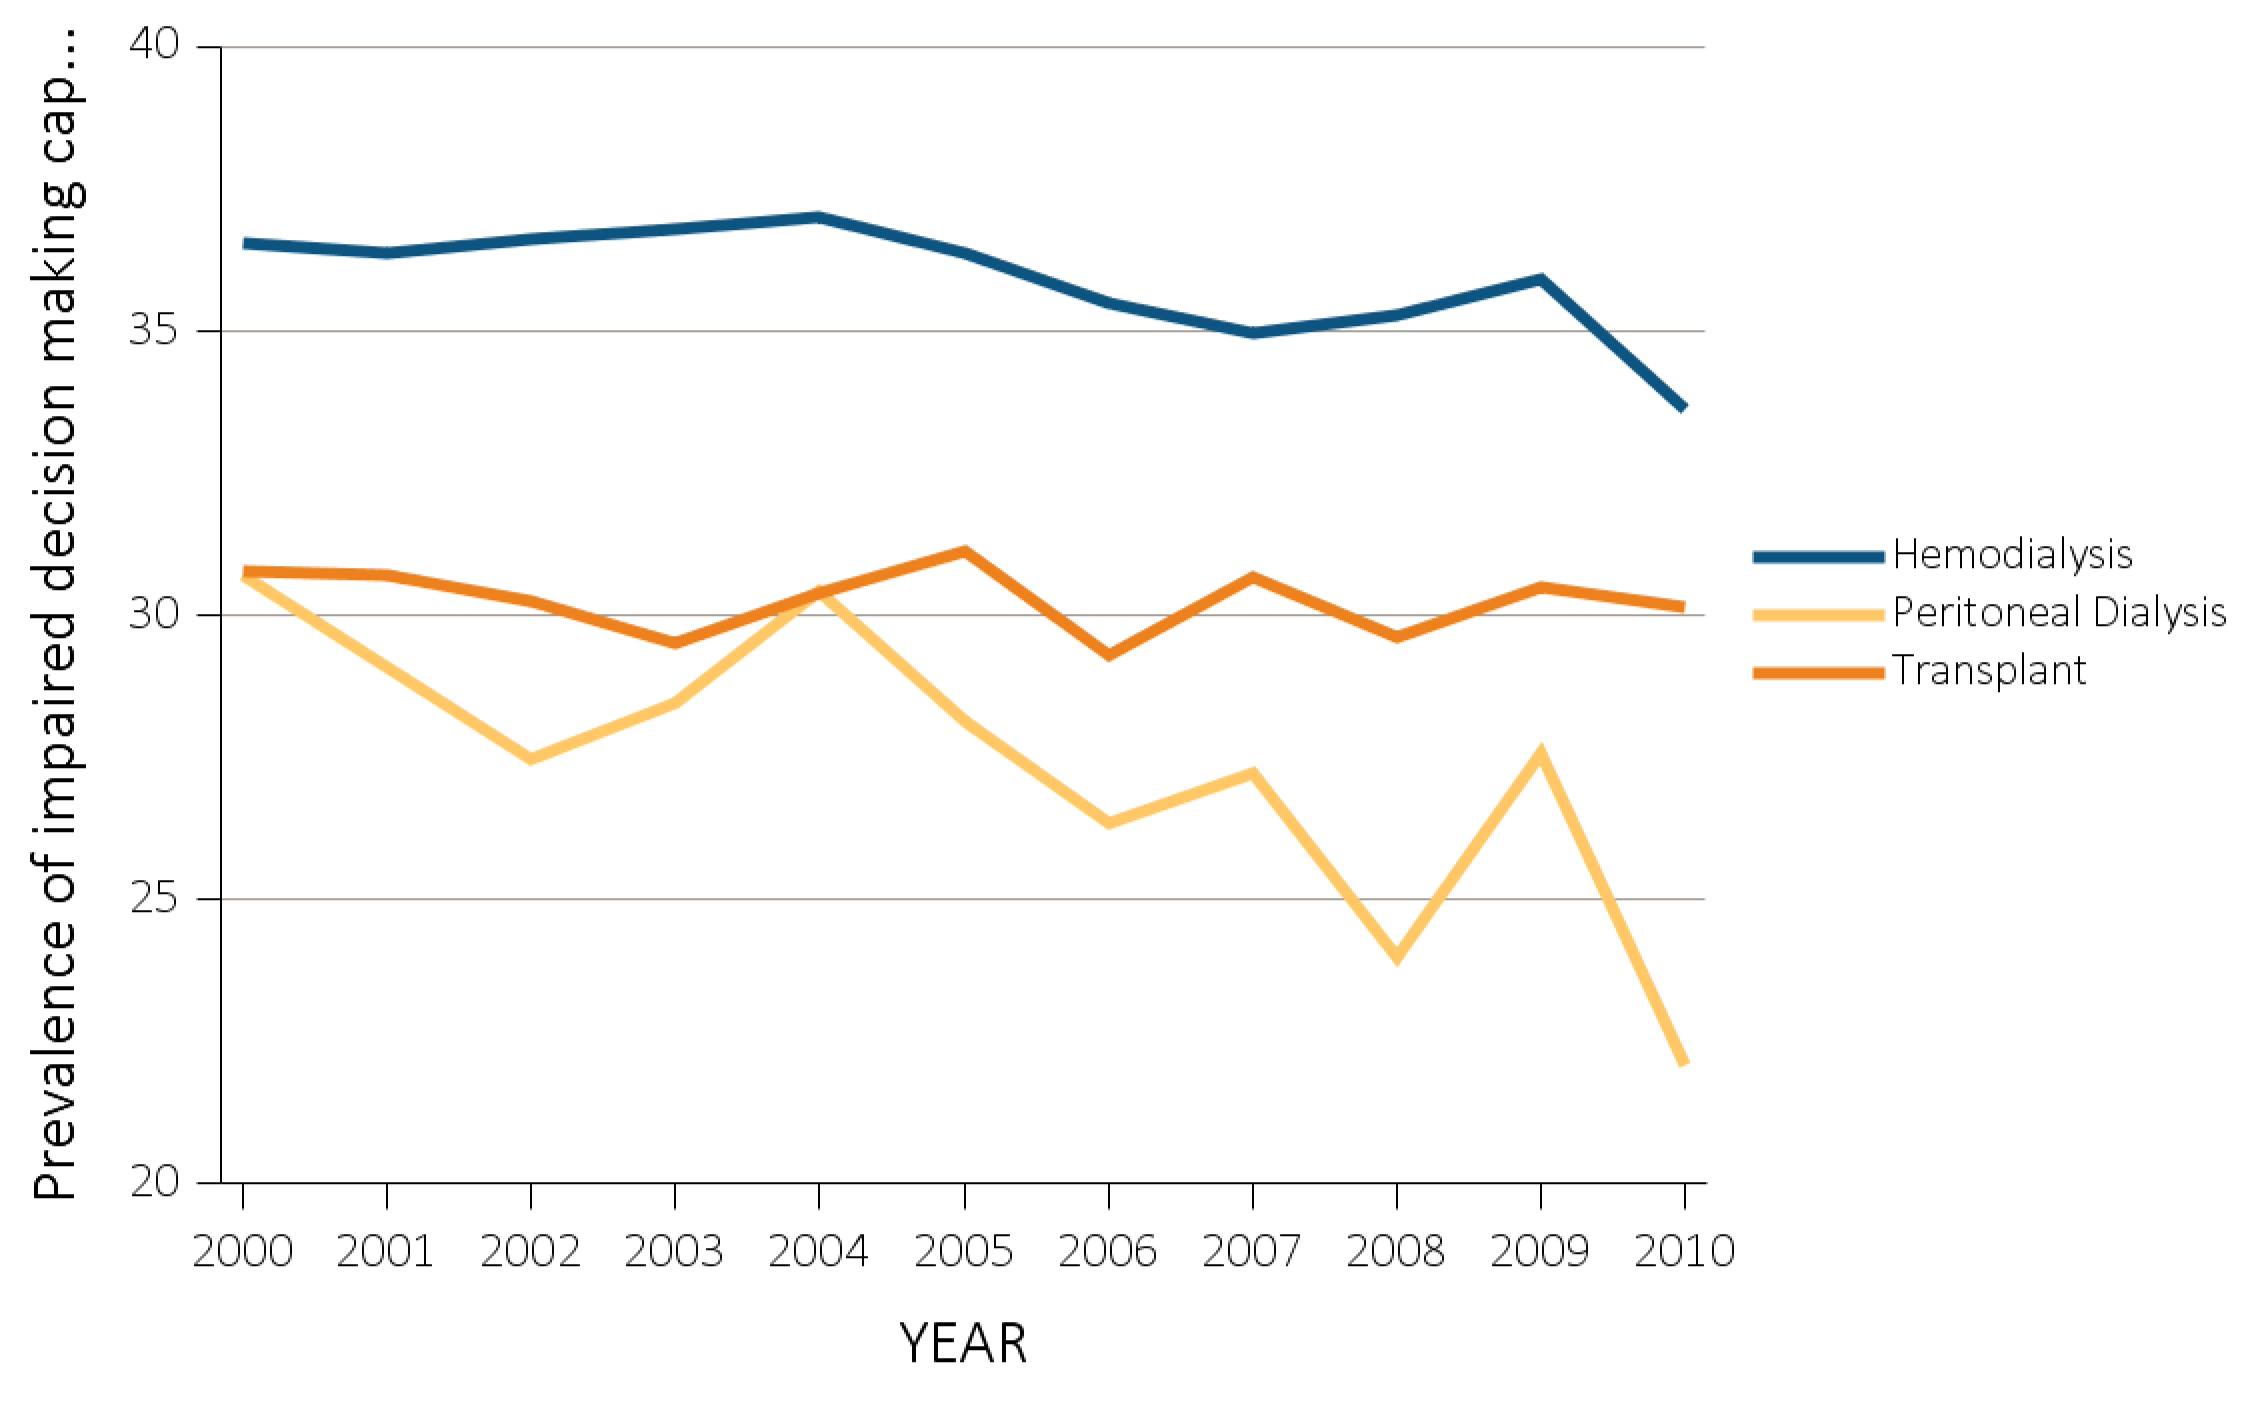 Prevalence of impaired decision making cap...
40
35
30
25
20
2000 2001 2002 2003 2004 2005 2006 2007 2008 2009 2010
YEAR
Hemodialysis
Peritoneal Dialysis
Transplant